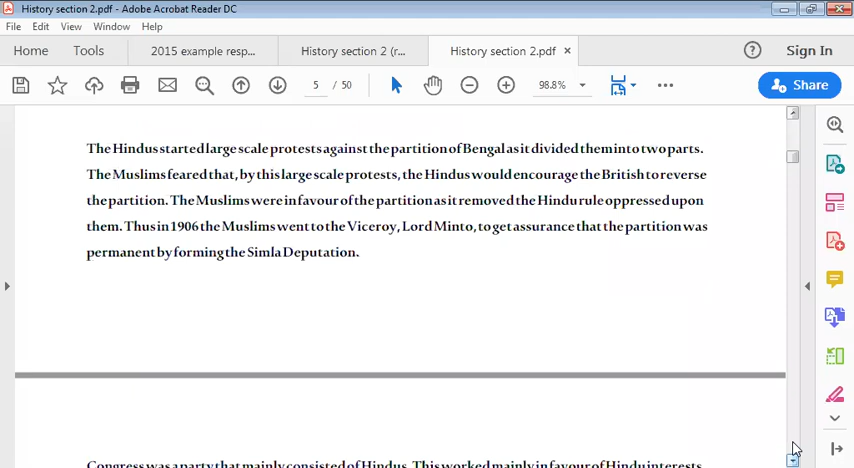 History section 2.pdf - Adobe Acrobat Reader DC
File Edit View Window Help
Home Tools 2015 example resp... History section 2 (r... History section 2.pdf × Sign In
5 / 50 98.8% Share
The Hindus started large scale protests against the partition of Bengal as it divided them into two parts.
The Muslims feared that, by this large scale protests, the Hindus would encourage the British to reverse
the partition. The Muslims were in favour of the partition as it removed the Hindu rule oppressed upon
them. Thus in 1906 the Muslims went to the Viceroy, Lord Minto, to get assurance that the partition was
permanent by forming the Simla Deputation.
Congress was a party that mainly consisted of Hindus. This worked mainly in favour of Hindu interests.